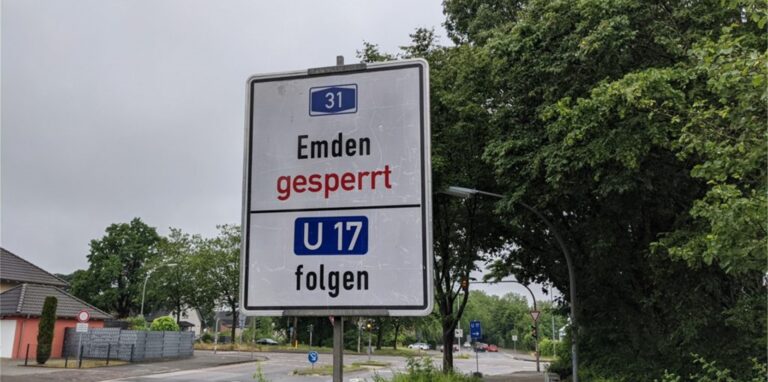 31
Emden
gesperrt
U 17
folgen